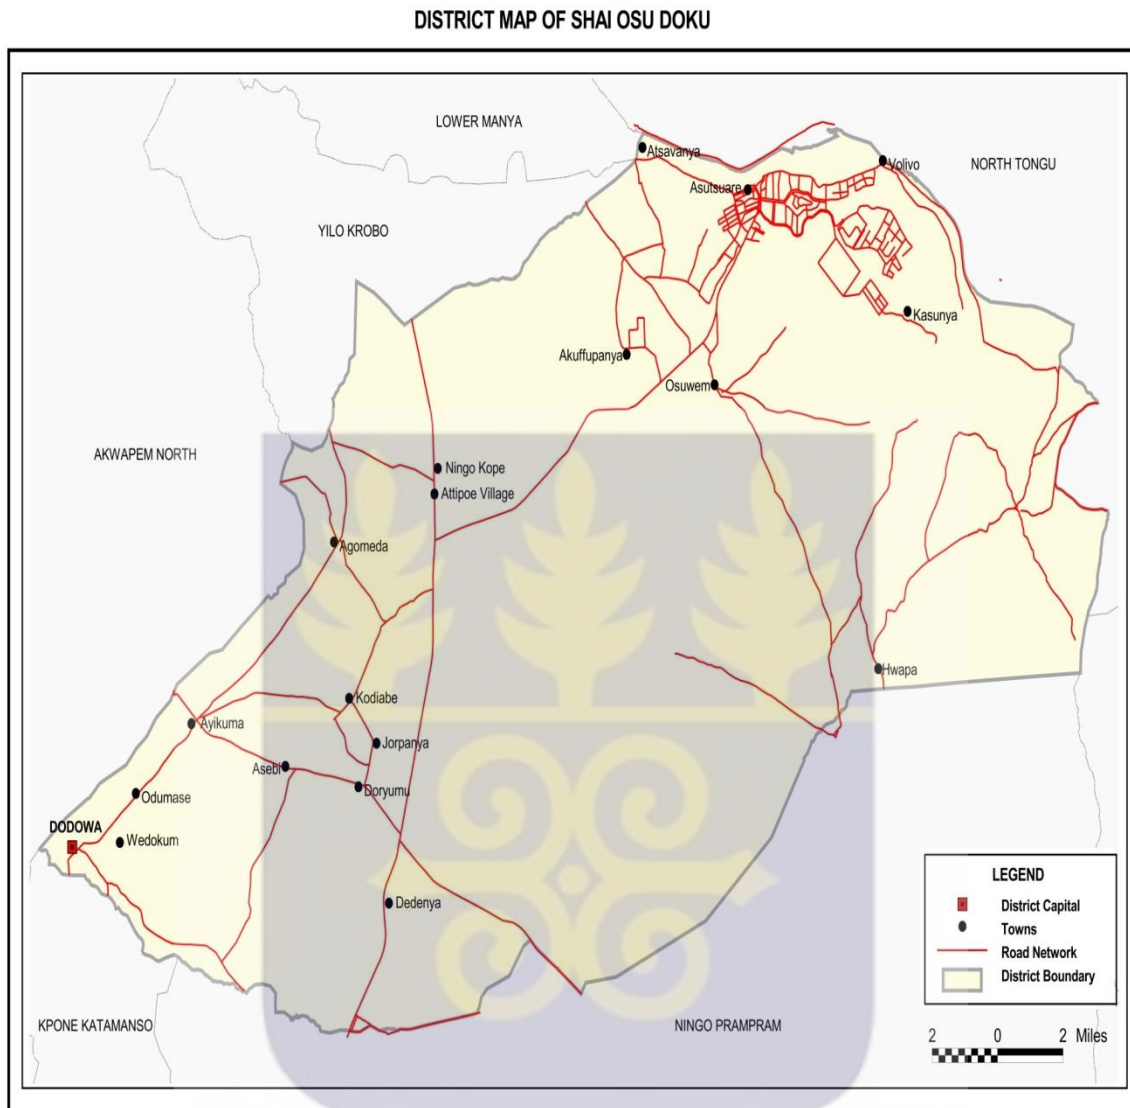 DISTRICT MAP OF SHAI OSU DOKU
LOWER MANYA
Atsavanya
Volivo
NORTH TONGU
Asutsuare
YILO KROBO
Kasunya
Akuffupanya
Osuwem
AKWAPEM NORTH
Ningo Kope
Attipoe Village
Agomeda
Hwapa
Kodiabe
Ayikuma
Jorpanya
Asebi
Doryumu
Odumase
DODOWA
Wedokum
Dedenya
LEGEND
District Capital
Towns
Road Network
District Boundary
KPONE KATAMANSO
NINGO PRAMPRAM
2 0 2 Miles